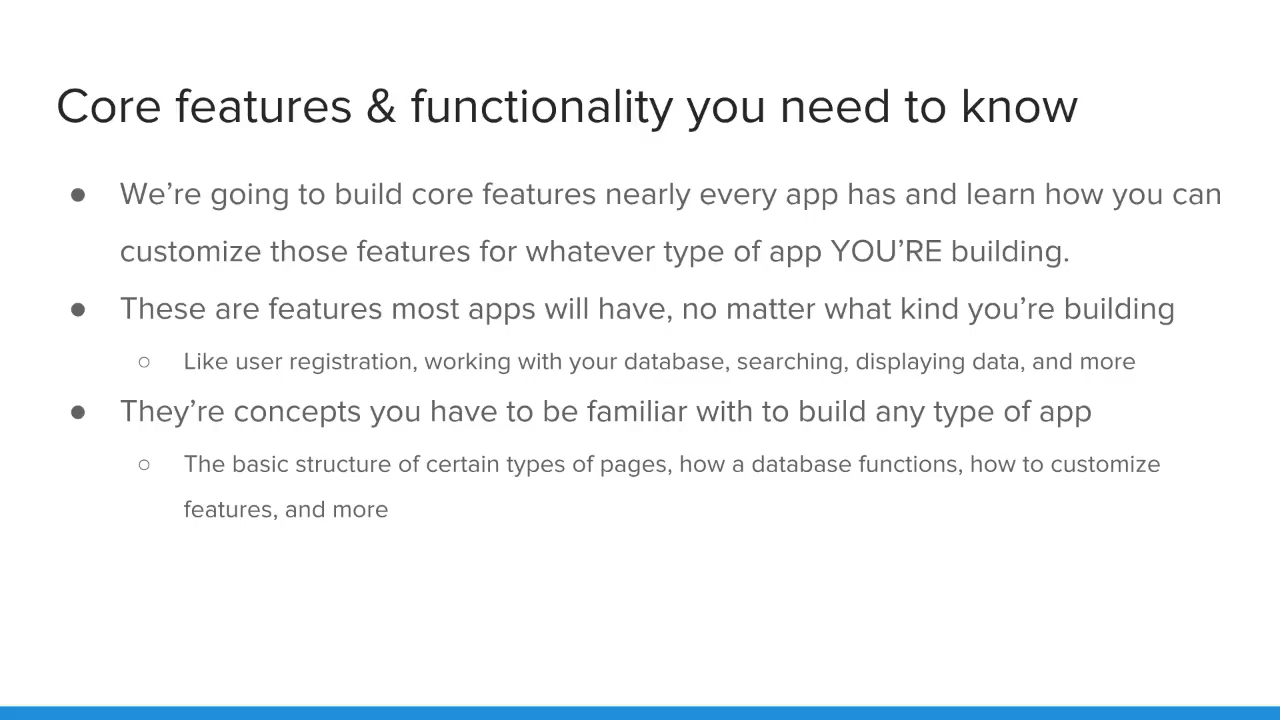 Core features & functionality you need to know
● We’re going to build core features nearly every app has and learn how you can
customize those features for whatever type of app YOU’RE building.
● These are features most apps will have, no matter what kind you’re building
○ Like user registration, working with your database, searching, displaying data, and more
● They’re concepts you have to be familiar with to build any type of app
○ The basic structure of certain types of pages, how a database functions, how to customize
features, and more